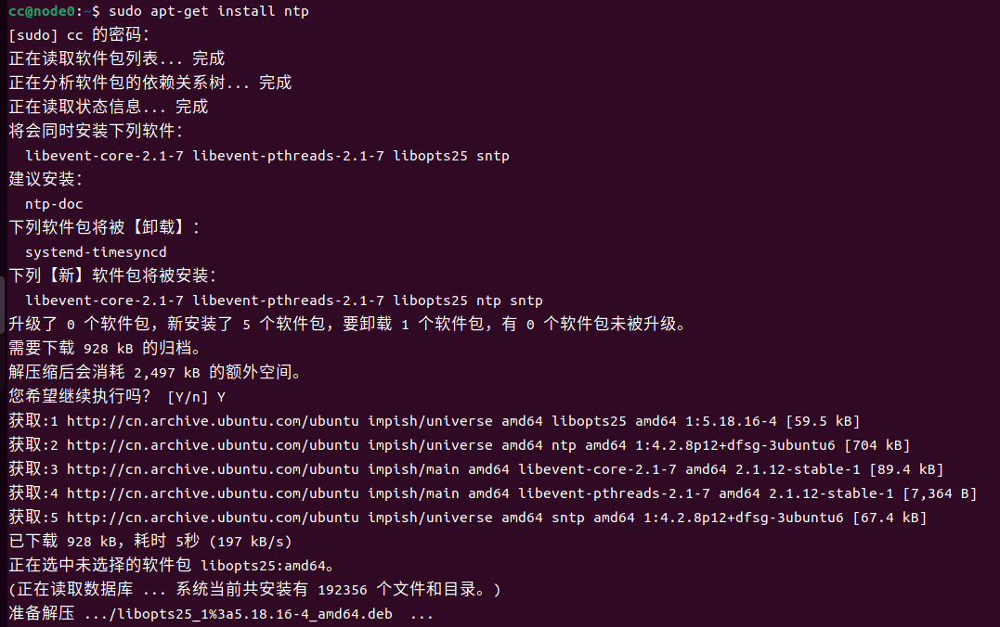 cc@node0:~$ sudo apt-get install ntp
[sudo] cc 的密码：
正在读取软件包列表... 完成
正在分析软件包的依赖关系树... 完成
正在读取状态信息... 完成
将会同时安装下列软件：
  libevent-core-2.1-7 libevent-pthreads-2.1-7 libopts25 sntp
建议安装：
  ntp-doc
下列软件包将被【卸载】：
  systemd-timesyncd
下列【新】软件包将被安装：
  libevent-core-2.1-7 libevent-pthreads-2.1-7 libopts25 ntp sntp
升级了 0 个软件包，新安装了 5 个软件包，要卸载 1 个软件包，有 0 个软件包未被升级。
需要下载 928 kB 的归档。
解压缩后会消耗 2,497 kB 的额外空间。
您希望继续执行吗？ [Y/n] Y
获取:1 http://cn.archive.ubuntu.com/ubuntu impish/universe amd64 libopts25 amd64 1:5.18.16-4 [59.5 kB]
获取:2 http://cn.archive.ubuntu.com/ubuntu impish/universe amd64 ntp amd64 1:4.2.8p12+dfsg-3ubuntu6 [704 kB]
获取:3 http://cn.archive.ubuntu.com/ubuntu impish/main amd64 libevent-core-2.1-7 amd64 2.1.12-stable-1 [89.4 kB]
获取:4 http://cn.archive.ubuntu.com/ubuntu impish/main amd64 libevent-pthreads-2.1-7 amd64 2.1.12-stable-1 [7,364 B]
获取:5 http://cn.archive.ubuntu.com/ubuntu impish/universe amd64 sntp amd64 1:4.2.8p12+dfsg-3ubuntu6 [67.4 kB]
已下载 928 kB，耗时 5秒 (197 kB/s)
正在选中未选择的软件包 libopts25:amd64。
(正在读取数据库 ... 系统当前共安装有 192356 个文件和目录。)
准备解压 .../libopts25_1%3a5.18.16-4_amd64.deb  ...